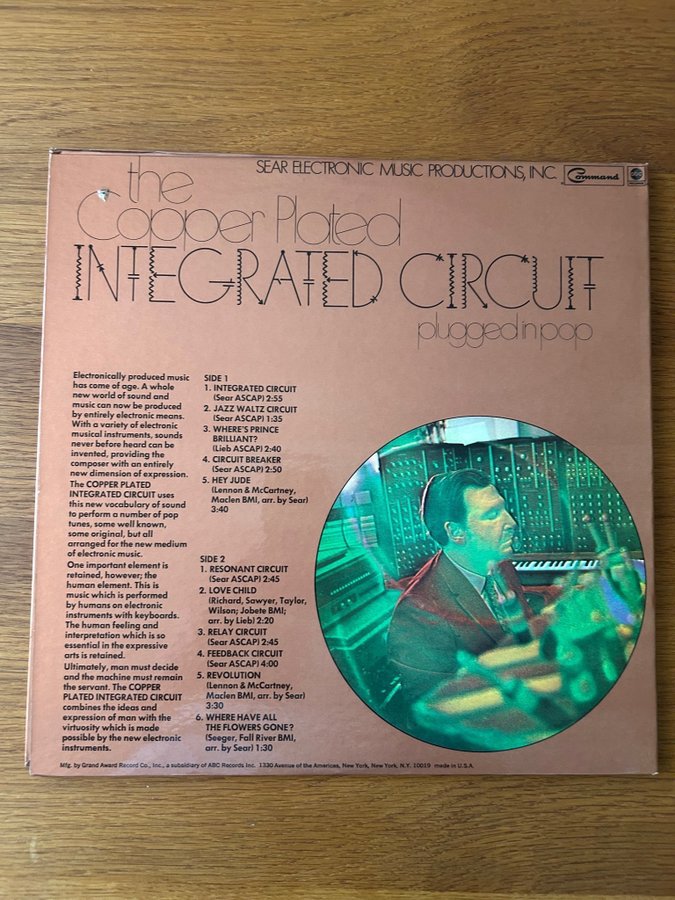 SEAR ELECTRONIC MUSIC PRODUCTIONS, INC.
Command
abc
the
Copper Plated
INTEGRATED CIRCUIT
plugged in pop
Electronically produced music
has come of age. A whole
new world of sound and
music can now be produced
by entirely electronic means.
With a variety of electronic
musical instruments, sounds
never before heard can be
invented, providing the
composer with an entirely
new dimension of expression.
The COPPER PLATED
INTEGRATED CIRCUIT uses
this new vocabulary of sound
to perform a number of pop
tunes, some well known,
some original, but all
arranged for the new medium
of electronic music.
One important element is
retained, however; the
human element. This is
music which is performed
by humans on electronic
instruments with keyboards.
The human feeling and
interpretation which is so
essential in the expressive
arts is retained.
Ultimately, man must decide
and the machine must remain
the servant. The COPPER
PLATED INTEGRATED CIRCUIT
combines the ideas and
expression of man with the
virtuosity which is made
possible by the new electronic
instruments.
SIDE 1
1. INTEGRATED CIRCUIT
(Sear ASCAP) 2:55
2. JAZZ WALTZ CIRCUIT
(Sear ASCAP) 1:35
3. WHERE'S PRINCE
BRILLIANT?
(Lieb ASCAP) 2:40
4. CIRCUIT BREAKER
(Sear ASCAP) 2:50
5. HEY JUDE
(Lennon & McCartney,
Maclen BMI, arr. by Sear)
3:40
SIDE 2
1. RESONANT CIRCUIT
(Sear ASCAP) 2:45
2. LOVE CHILD
(Richard, Sawyer, Taylor,
Wilson; Jobete BMI;
arr. by Lieb) 2:20
3. RELAY CIRCUIT
(Sear ASCAP) 2:45
4. FEEDBACK CIRCUIT
(Sear ASCAP) 4:00
5. REVOLUTION
(Lennon & McCartney,
Maclen BMI, arr. by Sear)
3:30
6. WHERE HAVE ALL
THE FLOWERS GONE?
(Seeger, Fall River BMI,
arr. by Sear) 1:30
Mfg. by Grand Award Record Co., Inc., a subsidiary of ABC Records Inc. 1330 Avenue of the Americas, New York, New York, N.Y. 10019 made in U.S.A.